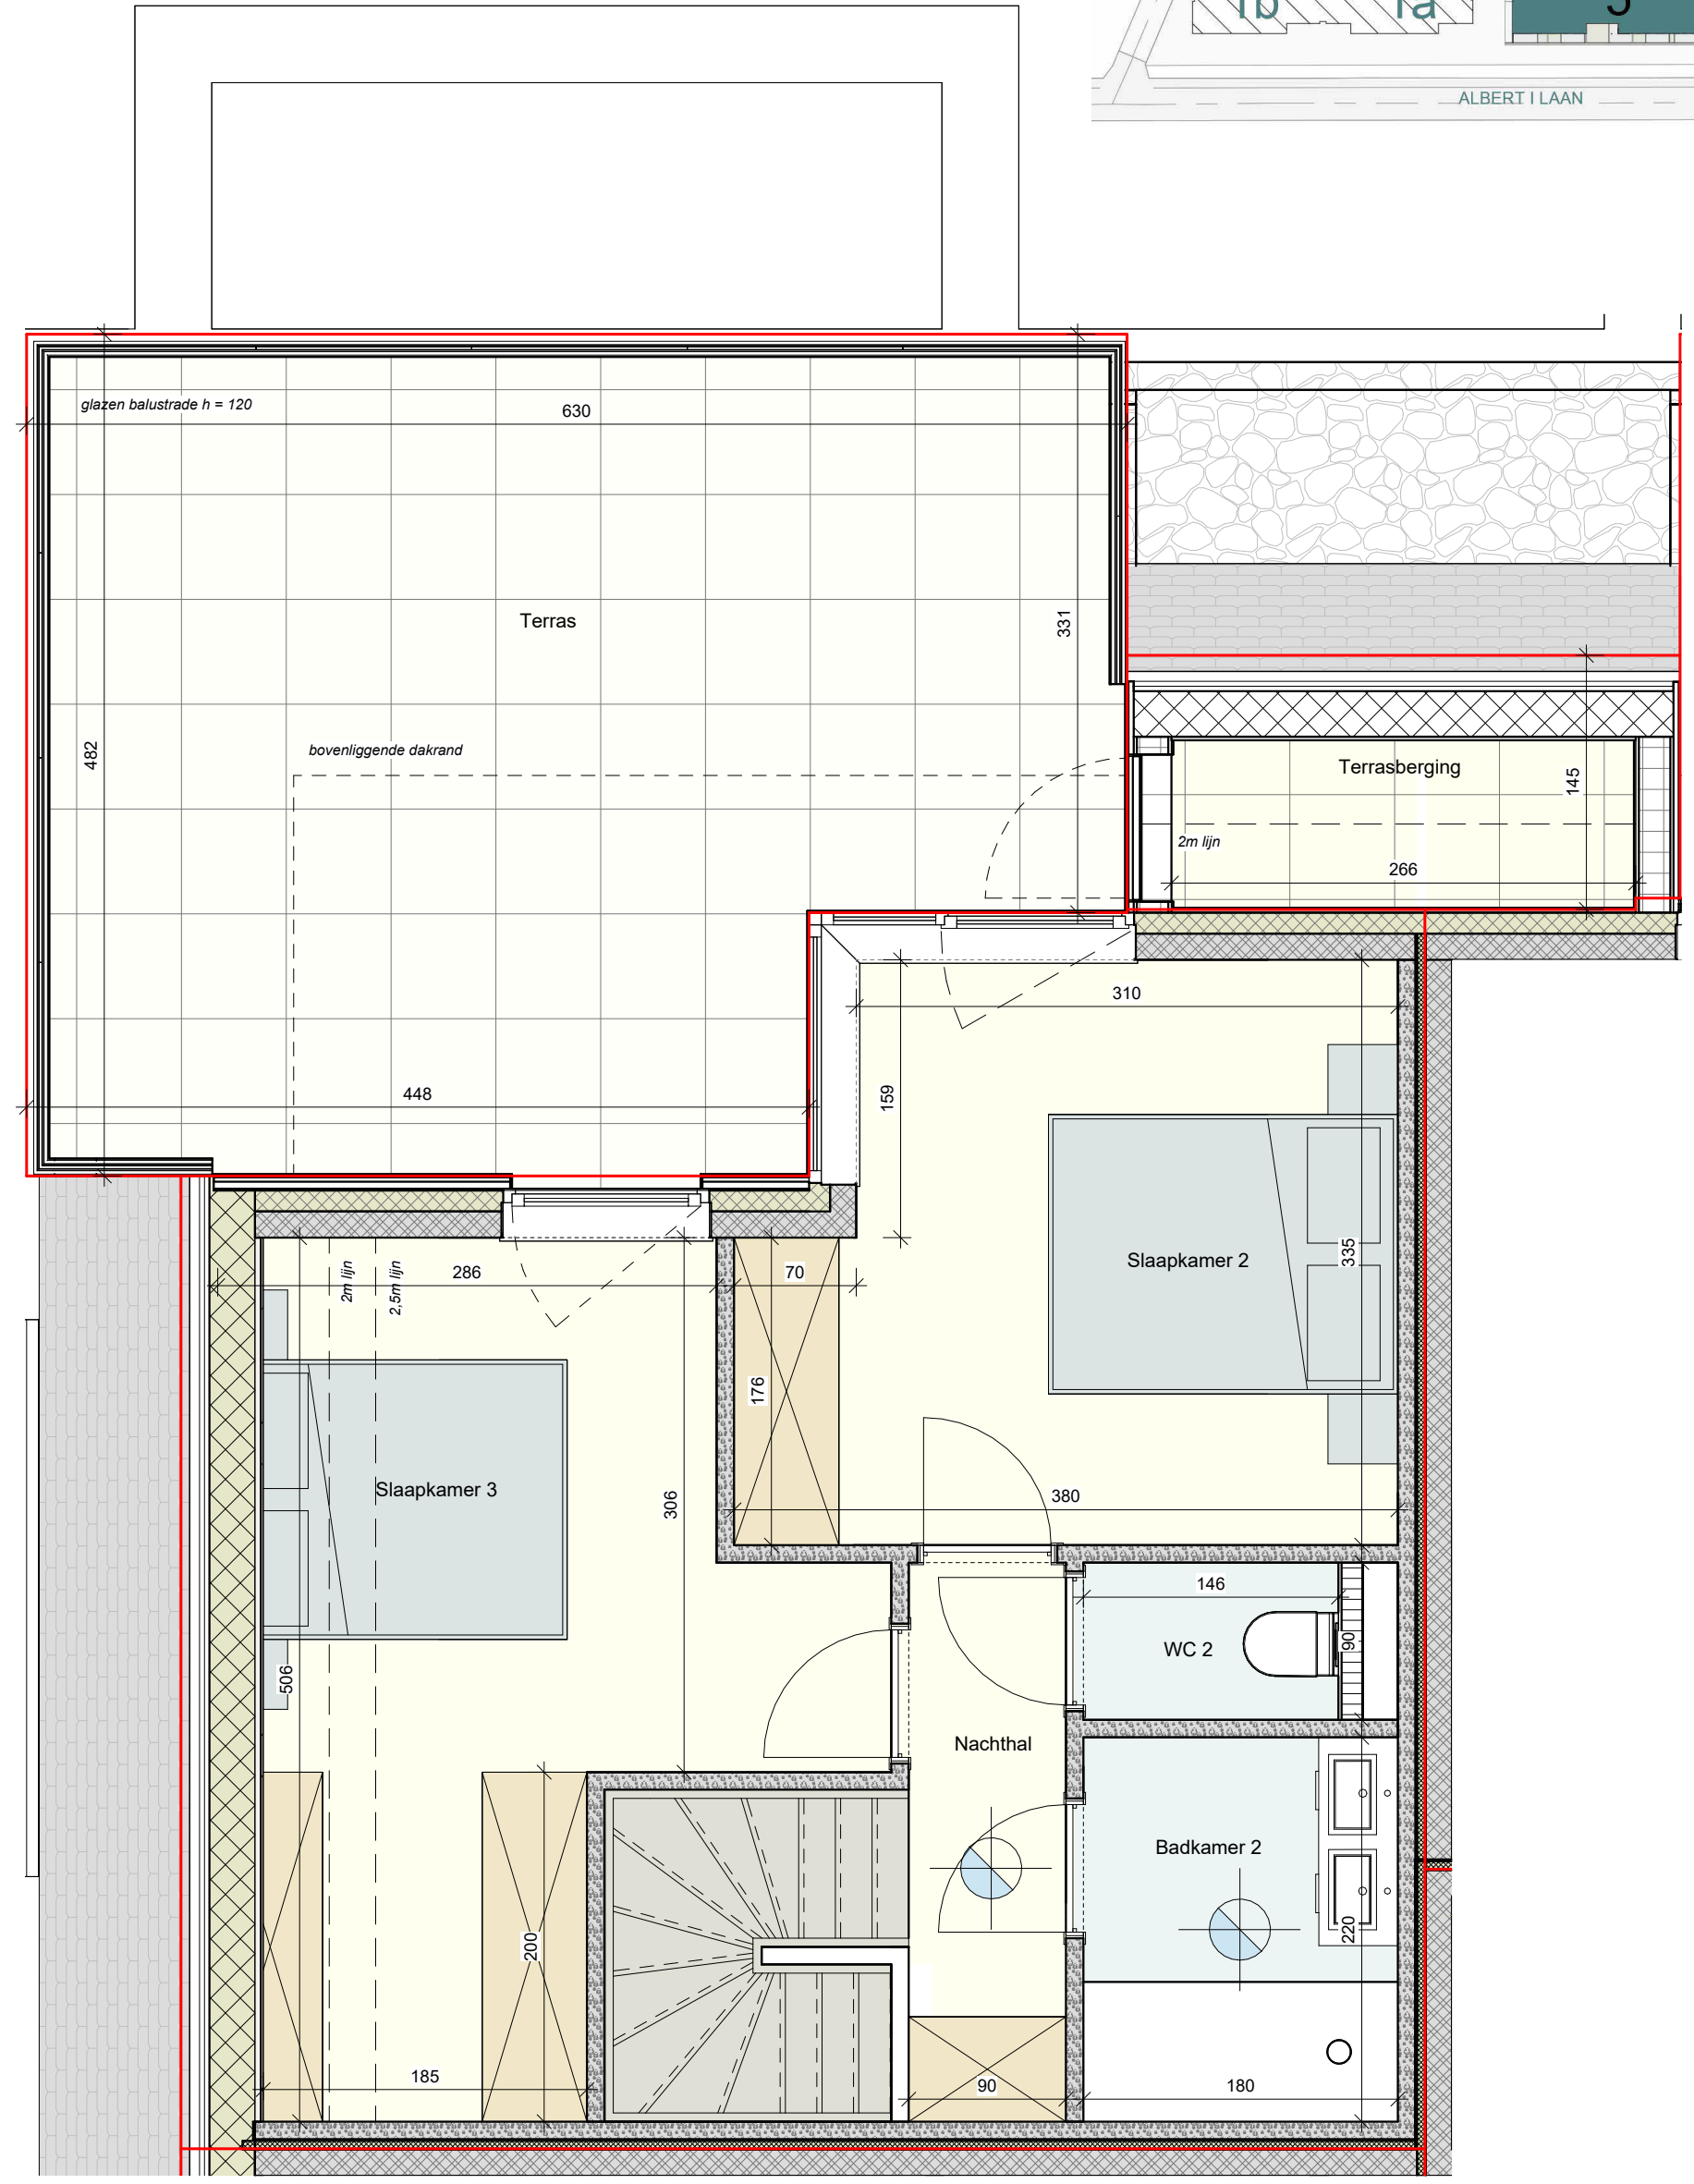 1b
1a
ALBERT I LAAN
glazen balustrade h = 120
630
Terras
331
482
bovenliggende dakrand
Terrasberging
145
2m lijn
266
310
448
159
286
70
2m lijn
2,5m lijn
Slaapkamer 2
335
176
Slaapkamer 3
306
380
146
WC 2
90
506
Nachthal
Badkamer 2
200
220
185
90
180